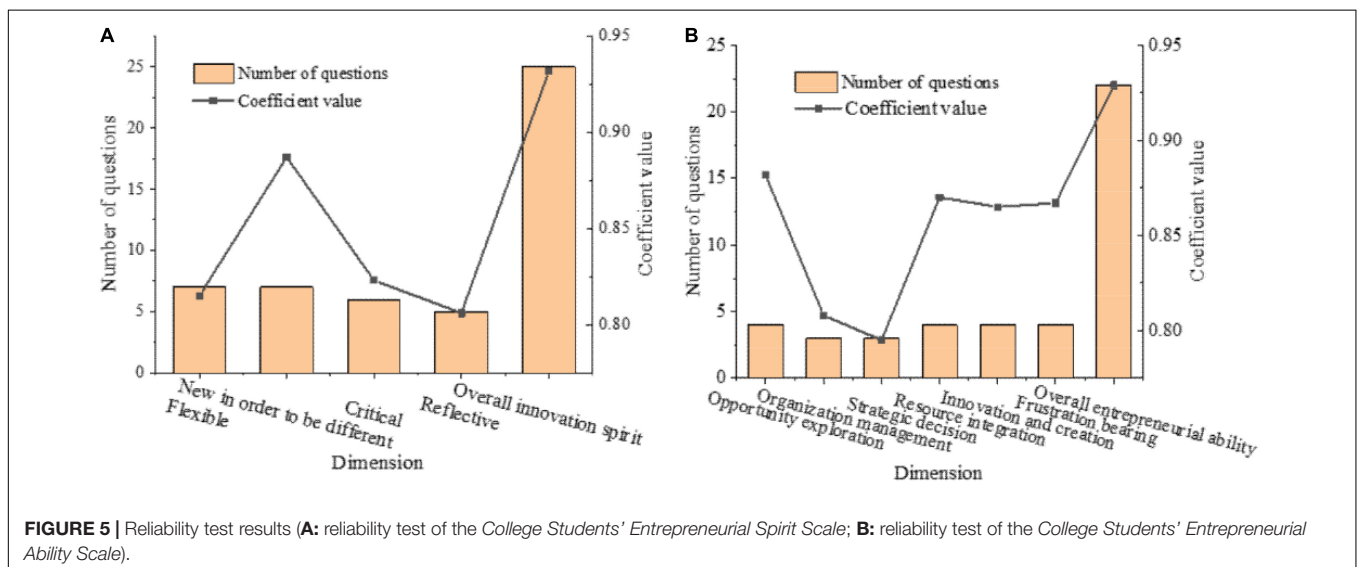 A
Number of questions
Coefficient value
25
20
15
10
5
0
Number of questions
0.95
0.90
0.85
0.80
Coefficient value
Flexible
New in order to be different
Critical
Reflective
Overall innovation spirit
Dimension
B
Number of questions
Coefficient value
25
20
15
10
5
0
Number of questions
0.95
0.90
0.85
0.80
Coefficient value
Opportunity exploration
Organization management
Strategic decision
Resource integration
Innovation and creation
Frustration bearing
Overall entrepreneurial ability
Dimension
FIGURE 5 | Reliability test results (A: reliability test of the College Students’ Entrepreneurial Spirit Scale; B: reliability test of the College Students’ Entrepreneurial
Ability Scale).